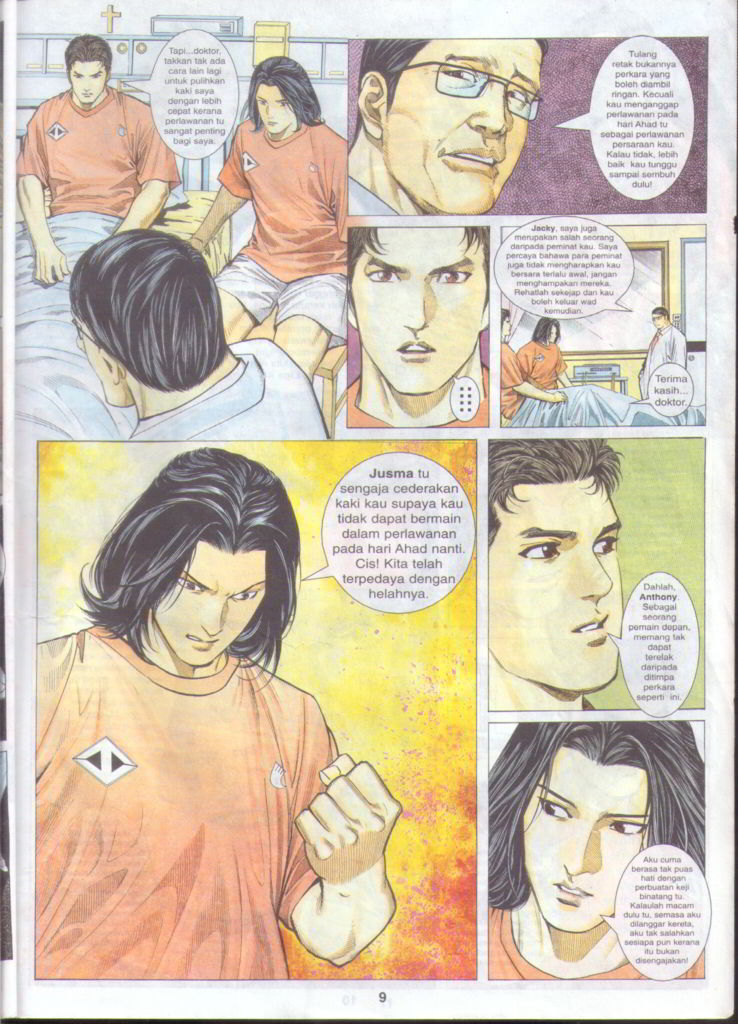 Tapi...doktor,
takkan tak ada
cara lain lagi
untuk pulihkan
kaki saya
dengan lebih
cepat kerana
perlawanan tu
sangat penting
bagi saya.
Tulang
retak bukannya
perkara yang
boleh diambil
ringan. Kecuali
kau menganggap
perlawanan pada
hari Ahad tu
sebagai perlawanan
persaraan kau.
Kalau tidak, lebih
baik kau tunggu
sampai sembuh
dulu!
Jacky, saya juga
merupakan salah seorang
daripada peminat kau. Saya
percaya bahawa para peminat
juga tidak mengharapkan kau
bersara terlalu awal, jangan
menghampakan mereka.
Rehatlah sekejap dan kau
boleh keluar wad
kemudian.
Terima
kasih...
doktor.
Jusma tu
sengaja cederakan
kaki kau supaya kau
tidak dapat bermain
dalam perlawanan
pada hari Ahad nanti.
Cis! Kita telah
terpedaya dengan
helahnya.
Dahlah,
Anthony.
Sebagai
seorang
pemain depan,
memang tak
dapat
terelak
daripada
ditimpa
perkara
seperti ini.
Aku cuma
berasa tak puas
hati dengan
perbuatan keji
binatang tu.
Kalaulah macam
dulu tu, semasa aku
dilanggar kereta,
aku tak salahkan
sesiapa pun kerana
itu bukan
disengajakan!
9